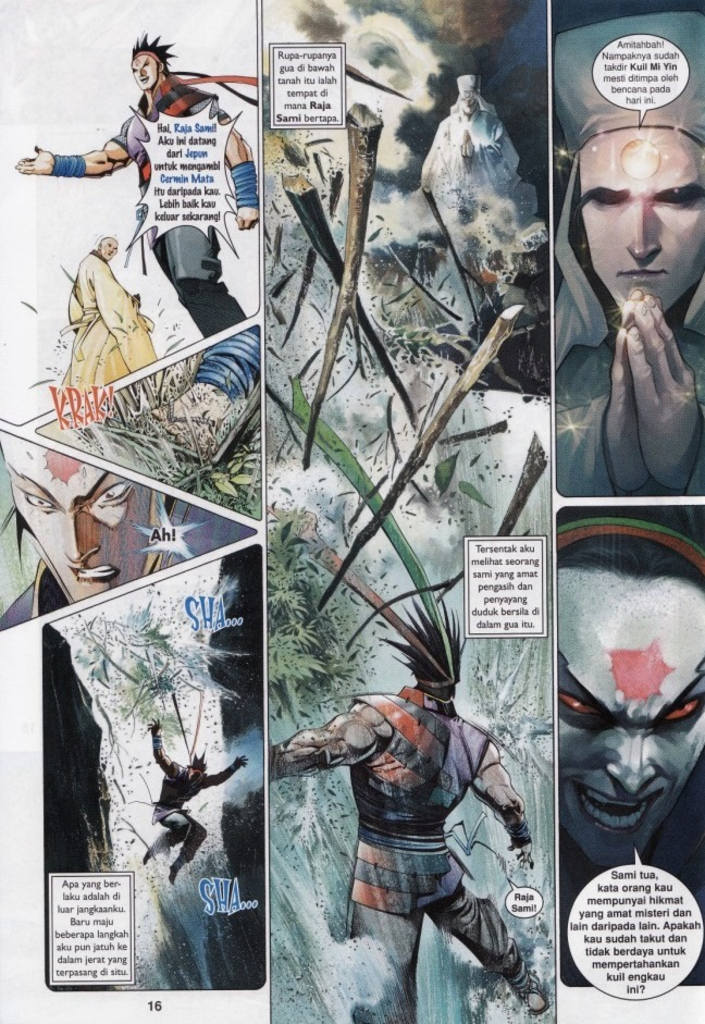 Hai, Raja Sami!
Aku ini datang
dari Jepun
untuk mengambil
Cermin Mata
itu daripada kau.
Lebih baik kau
keluar sekarang!
KRAK!
Ah!
SHA...
SHA...
Apa yang ber-
laku adalah di
luar jangkaanku.
Baru maju
beberapa langkah
aku pun jatuh ke
dalam jerat yang
terpasang di situ.
Rupa-rupanya
gua di bawah
tanah itu ialah
tempat di
mana Raja
Sami bertapa.
Tersentak aku
melihat seorang
sami yang amat
pengasih dan
penyayang
duduk bersila di
dalam gua itu.
Raja
Sami!
Amitahbah!
Nampaknya sudah
takdir Kuil Mi Yin
mesti ditimpa oleh
bencana pada
hari ini.
Sami tua,
kata orang kau
mempunyai hikmat
yang amat misteri dan
lain daripada lain. Apakah
kau sudah takut dan
tidak berdaya untuk
mempertahankan
kuil engkau
ini?
16